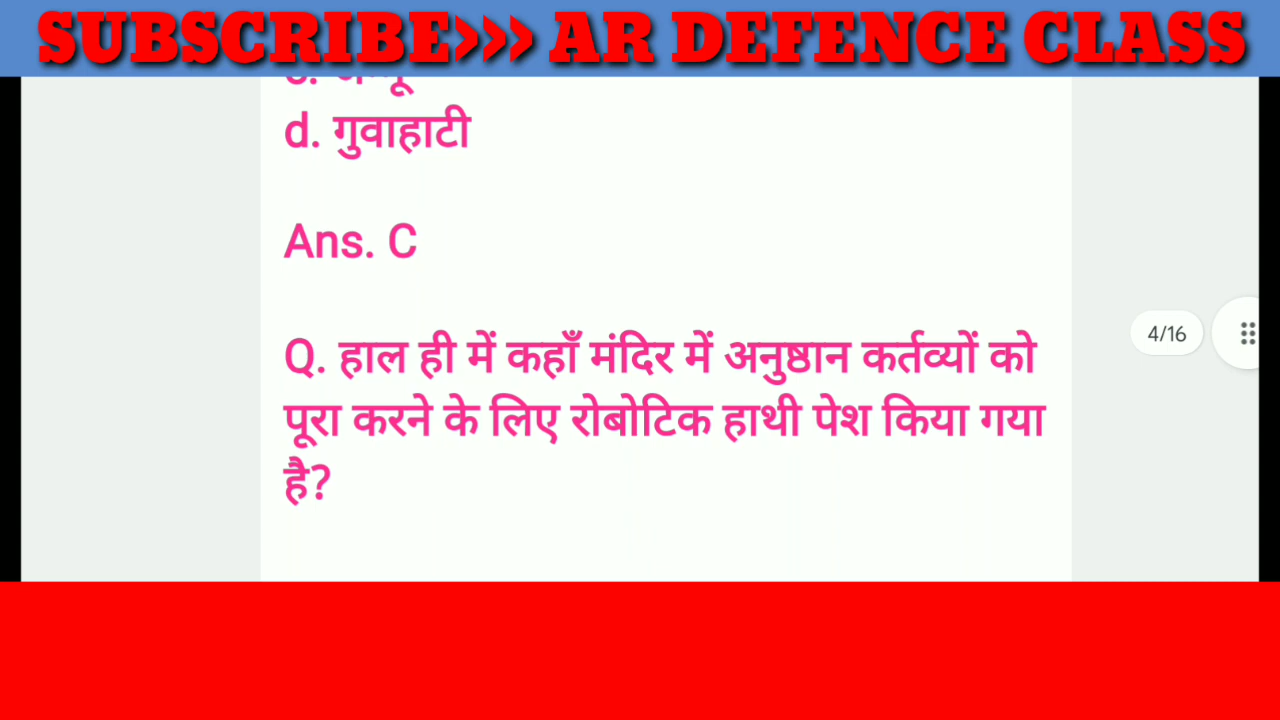 SUBSCRIBE>>> AR DEFENCE CLASS
d. गुवाहाटी
Ans. C
Q. हाल ही में कहाँ मंदिर में अनुष्ठान कर्तव्यों को
पूरा करने के लिए रोबोटिक हाथी पेश किया गया
है?
4/16